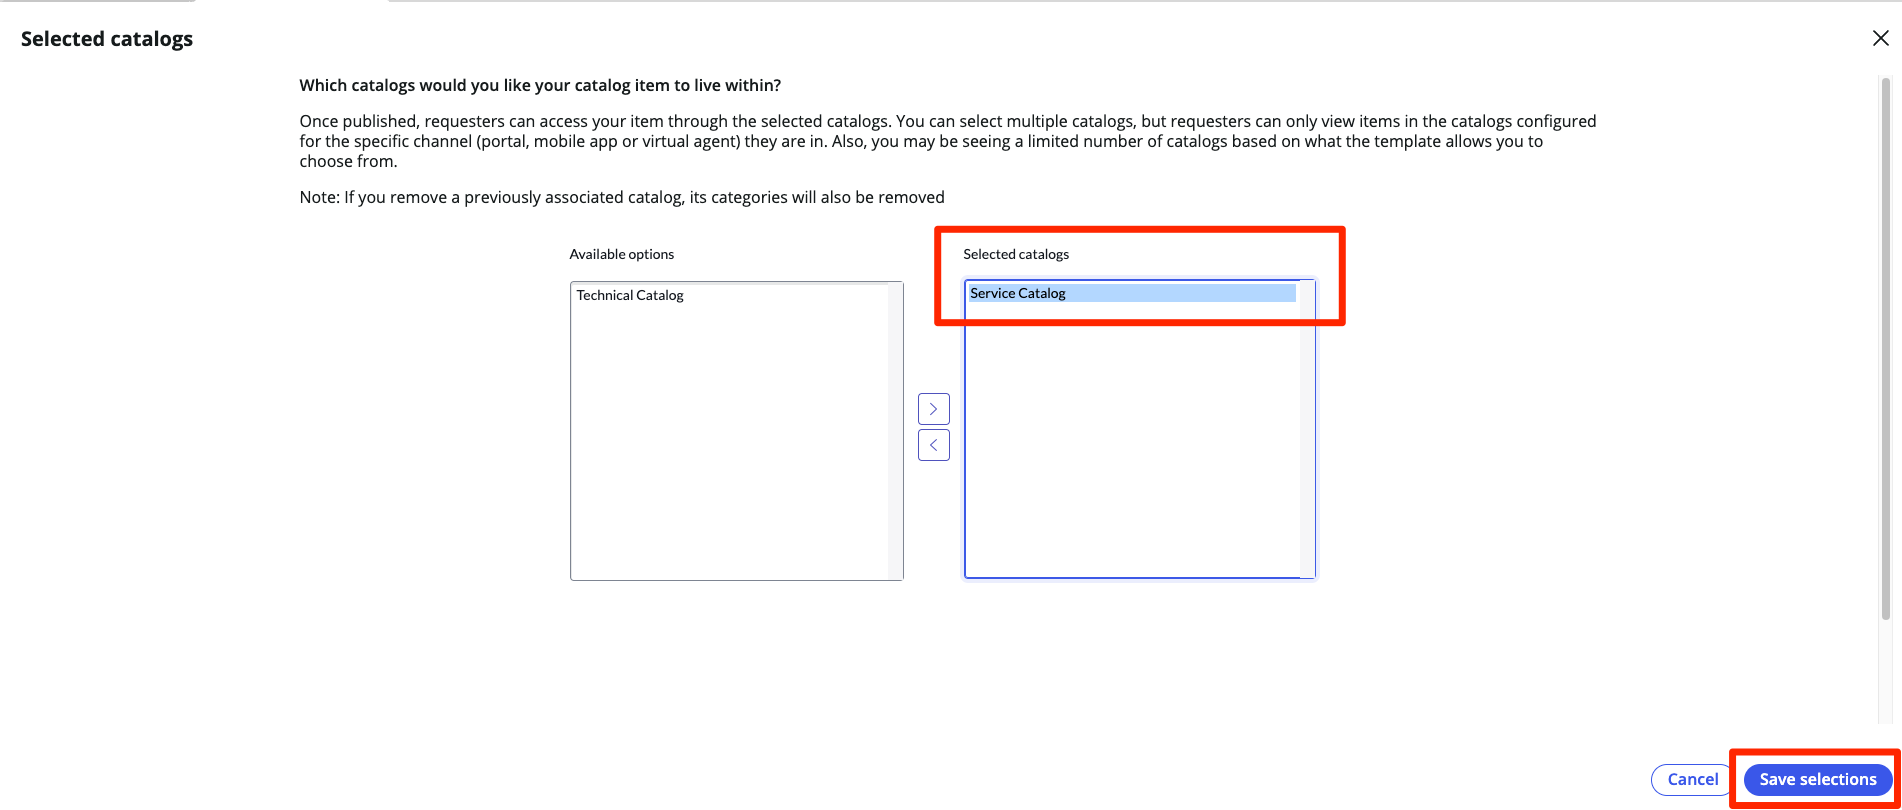 Selected catalogs
Which catalogs would you like your catalog item to live within?
Once published, requesters can access your item through the selected catalogs. You can select multiple catalogs, but requesters can only view items in the catalogs configured
for the specific channel (portal, mobile app or virtual agent) they are in. Also, you may be seeing a limited number of catalogs based on what the template allows you to
choose from.
Note: If you remove a previously associated catalog, its categories will also be removed
Available options
Technical Catalog
Selected catalogs
Service Catalog
Cancel
Save selections